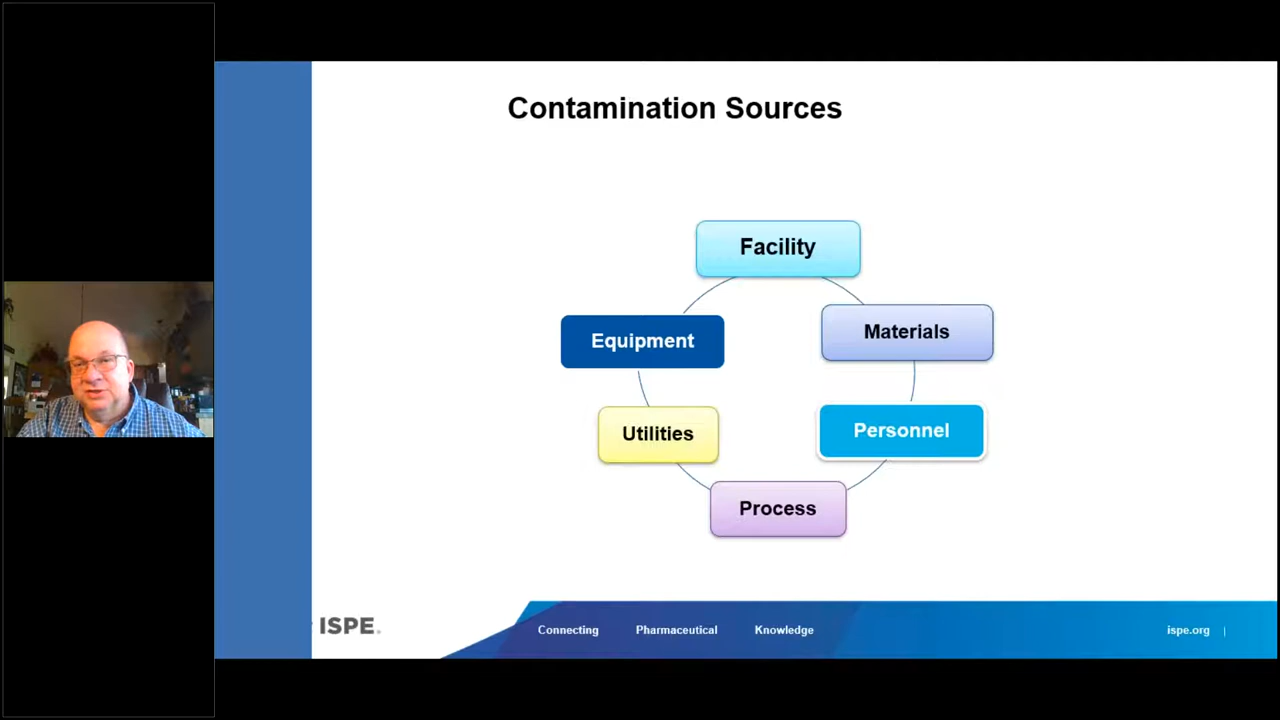 Contamination Sources
Facility
Equipment
Materials
Utilities
Personnel
Process
ISPE.
Connecting Pharmaceutical Knowledge
ispe.org |